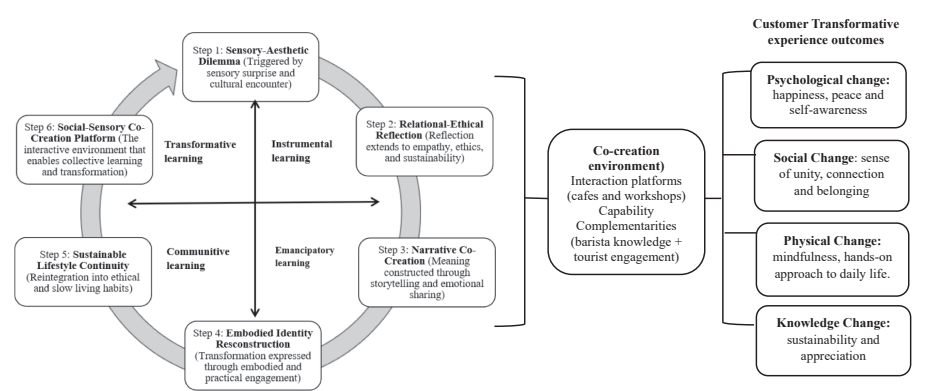 Step 1: Sensory-Aesthetic
Dilemma (Triggered by
sensory surprise and
cultural encounter)
Step 2: Relational-Ethical
Reflection (Reflection
extends to empathy, ethics,
and sustainability)
Step 3: Narrative Co-
Creation (Meaning
constructed through
storytelling and emotional
sharing)
Step 4: Embodied Identity
Resconstruction
(Transformation expressed
through embodied and
practical engagement)
Step 5: Sustainable
Lifestyle Continuity
(Reintegration into ethical
and slow living habits)
Step 6: Social-Sensory Co-
Creation Platform (The
interactive environment that
enables collective learning
and transformation)
Transformative
learning
Instrumental
learning
Communitive
learning
Emancipatory
learning
Co-creation
environment)
Interaction platforms
(cafes and workshops)
Capability
Complementarities
(barista knowledge +
tourist engagement)
Customer Transformative
experience outcomes
Psychological change:
happiness, peace and
self-awareness
Social Change: sense
of unity, connection
and belonging
Physical Change:
mindfulness, hands-on
approach to daily life.
Knowledge Change:
sustainability and
appreciation